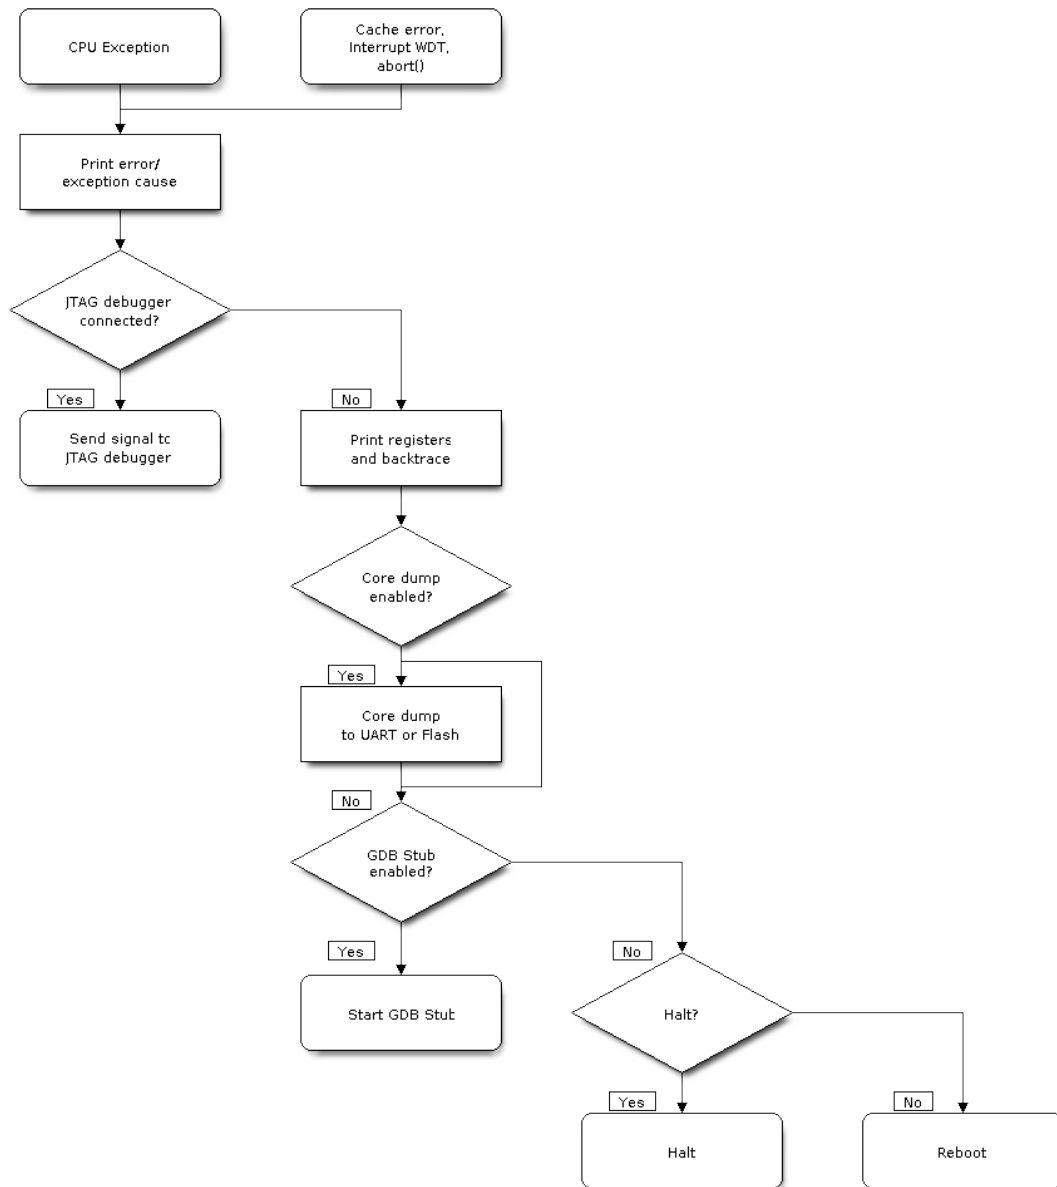 CPU Exception
Cache error,
Interrupt WDT,
abort()
Print error/
exception cause
JTAG debugger
connected?
Yes
No
Send signal to
JTAG debugger
Print registers
and backtrace
Core dump
enabled?
Yes
Core dump
to UART or Flash
No
GDB Stub
enabled?
Yes
No
Start GDB Stub
Halt?
Yes
No
Halt
Reboot